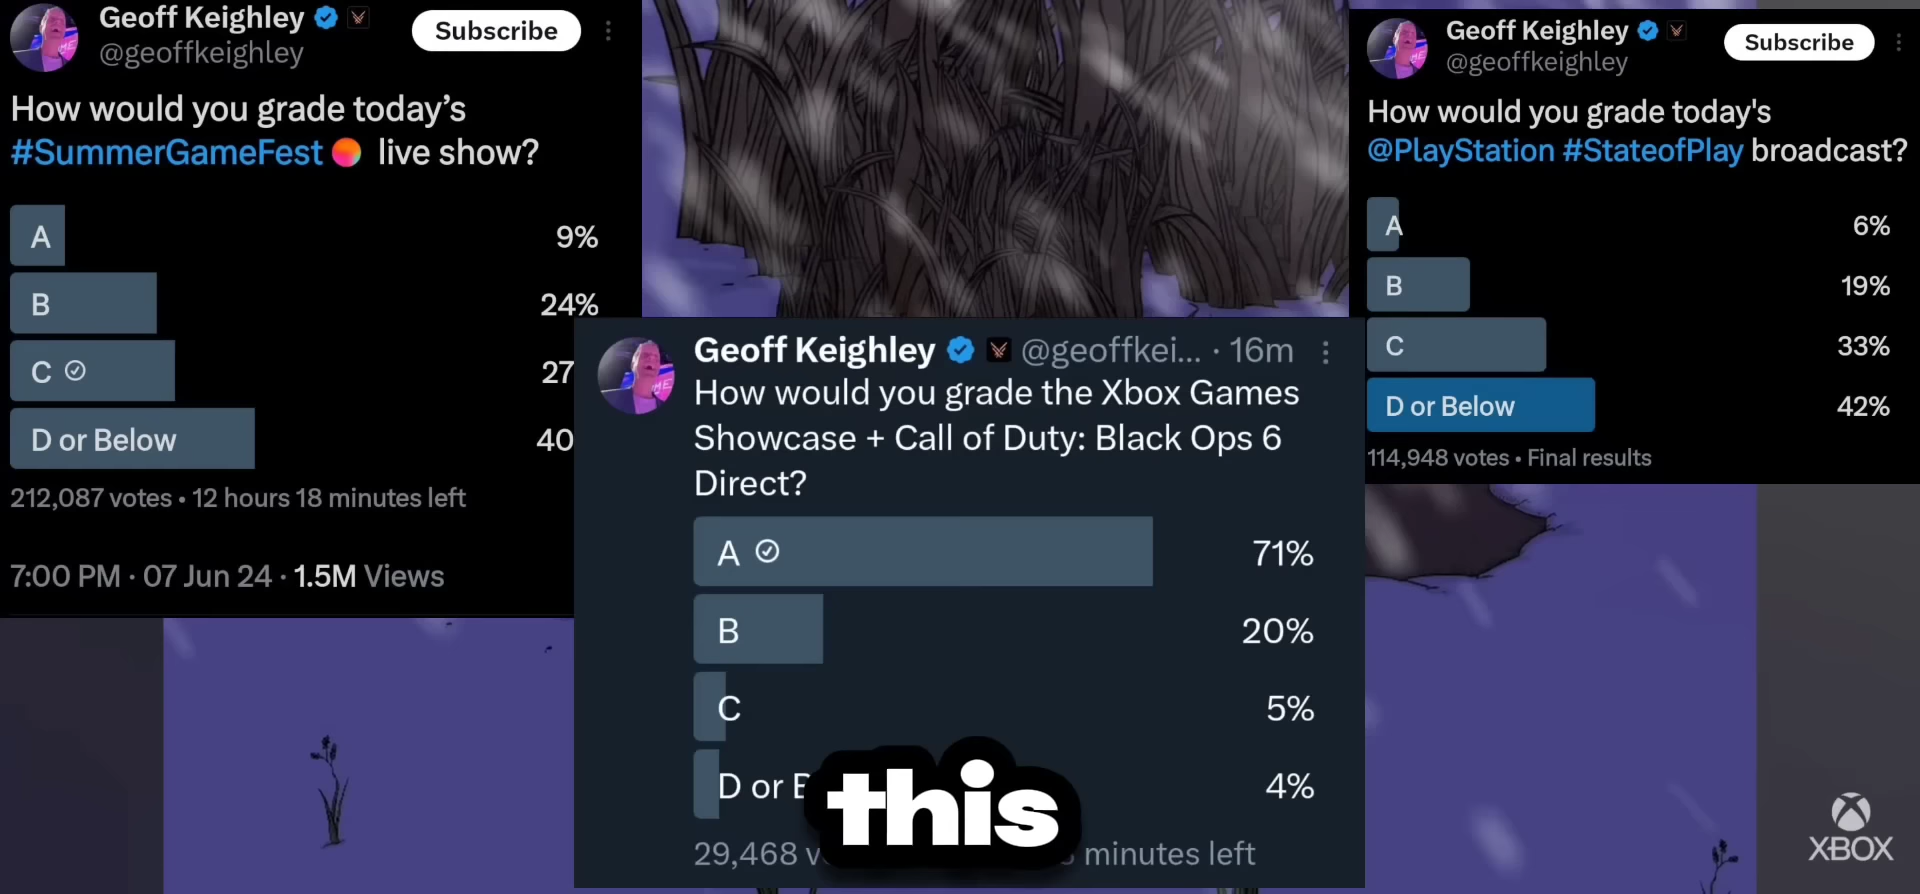 Geoff Keighley
@geoffkeighley
Subscribe
How would you grade today's
#SummerGameFest live show?
A 9%
B 24%
C 27
D or Below 40
212,087 votes • 12 hours 18 minutes left
7:00 PM · 07 Jun 24 · 1.5M Views
Geoff Keighley @geoffkei... · 16m
How would you grade the Xbox Games
Showcase + Call of Duty: Black Ops 6
Direct?
A 71%
B 20%
C 5%
D or 4%
this
29,468 minutes left
Geoff Keighley
@geoffkeighley
Subscribe
How would you grade today's
@PlayStation #StateofPlay broadcast?
A 6%
B 19%
C 33%
D or Below 42%
114,948 votes • Final results
XBOX